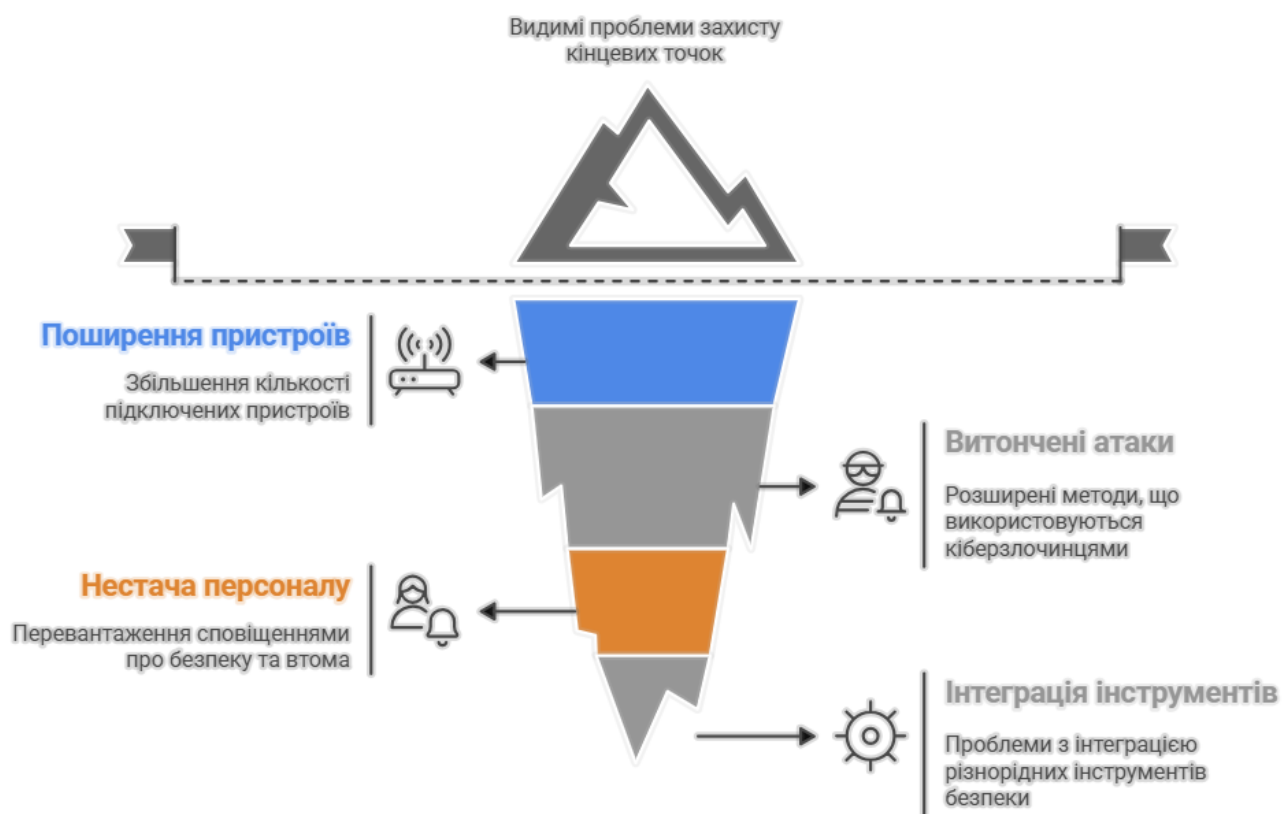 Видимі проблеми захисту
кінцевих точок
Поширення пристроїв
Збільшення кількості
підключених пристроїв
Витончені атаки
Розширені методи, що
використовуються
кіберзлочинцями
Нестача персоналу
Перевантаження сповіщеннями
про безпеку та втома
Інтеграція інструментів
Проблеми з інтеграцією
різнорідних інструментів
безпеки